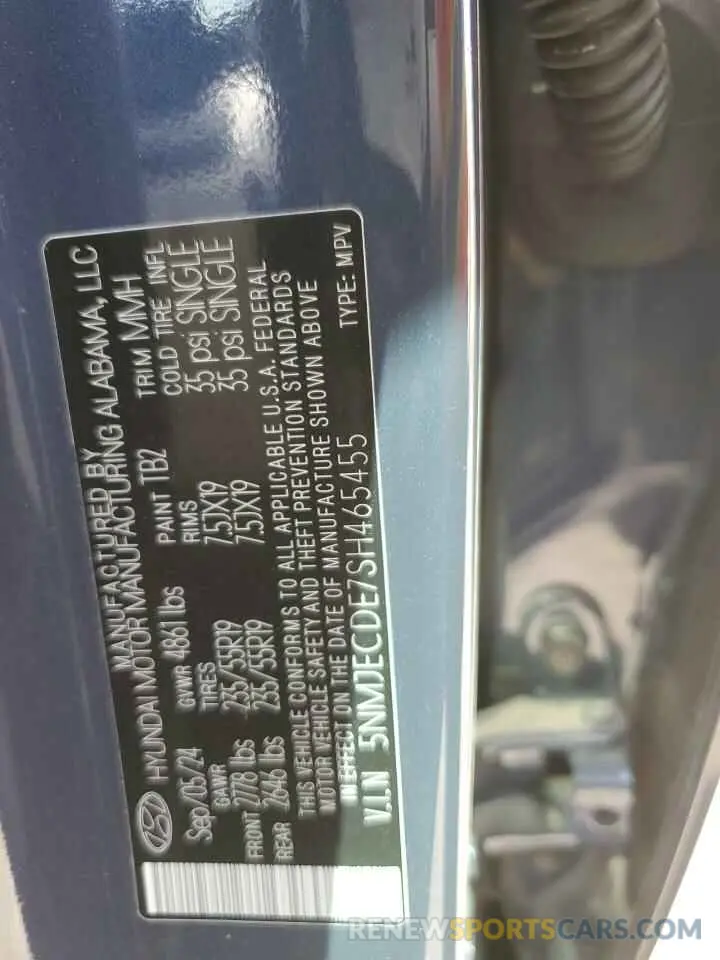 MANUFACTURED BY
HYUNDAI MOTOR MANUFACTURING ALABAMA, LLC
Sep/05/24 GVWR 4861 lbs PAINT TB2 TRIM MMH
GAWR TIRES RIMS COLD TIRE INFL
FRONT 2778 lbs 235/55R19 7.5JX19 35 psi SINGLE
REAR 2646 lbs 235/55R19 7.5JX19 35 psi SINGLE
THIS VEHICLE CONFORMS TO ALL APPLICABLE U.S.A. FEDERAL
MOTOR VEHICLE SAFETY AND THEFT PREVENTION STANDARDS
IN EFFECT ON THE DATE OF MANUFACTURE SHOWN ABOVE
V.I.N 5NMJECDE7SH465455 TYPE: MPV
RENEWSPORTSCARS.COM